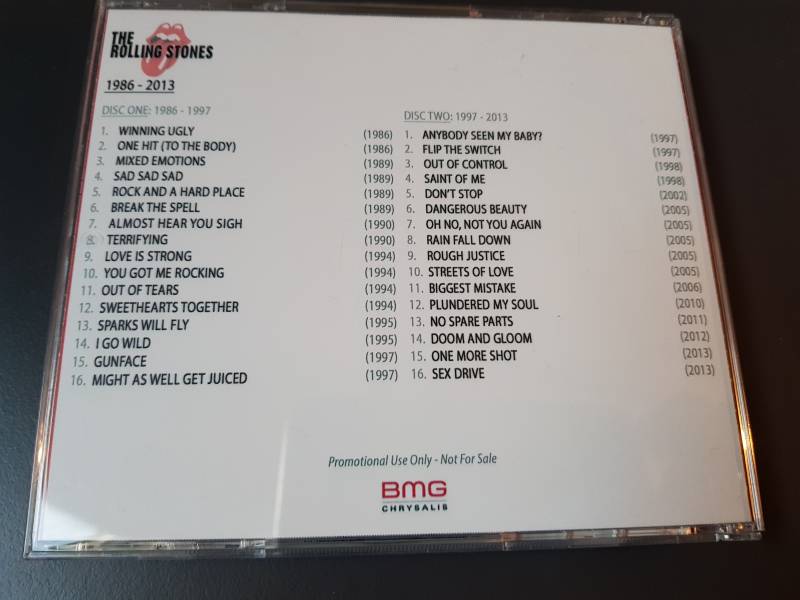 THE
ROLLING STONES
1986 - 2013
DISC ONE: 1986 - 1997
1. WINNING UGLY (1986)
2. ONE HIT (TO THE BODY) (1986)
3. MIXED EMOTIONS (1989)
4. SAD SAD SAD (1989)
5. ROCK AND A HARD PLACE (1989)
6. BREAK THE SPELL (1989)
7. ALMOST HEAR YOU SIGH (1990)
8. TERRIFYING (1990)
9. LOVE IS STRONG (1994)
10. YOU GOT ME ROCKING (1994)
11. OUT OF TEARS (1994)
12. SWEETHEARTS TOGETHER (1994)
13. SPARKS WILL FLY (1995)
14. I GO WILD (1995)
15. GUNFACE (1997)
16. MIGHT AS WELL GET JUICED (1997)
DISC TWO: 1997 - 2013
1. ANYBODY SEEN MY BABY? (1997)
2. FLIP THE SWITCH (1997)
3. OUT OF CONTROL (1998)
4. SAINT OF ME (1998)
5. DON'T STOP (2002)
6. DANGEROUS BEAUTY (2005)
7. OH NO, NOT YOU AGAIN (2005)
8. RAIN FALL DOWN (2005)
9. ROUGH JUSTICE (2005)
10. STREETS OF LOVE (2005)
11. BIGGEST MISTAKE (2006)
12. PLUNDERED MY SOUL (2010)
13. NO SPARE PARTS (2011)
14. DOOM AND GLOOM (2012)
15. ONE MORE SHOT (2013)
16. SEX DRIVE (2013)
Promotional Use Only - Not For Sale
BMG
CHRYSALIS